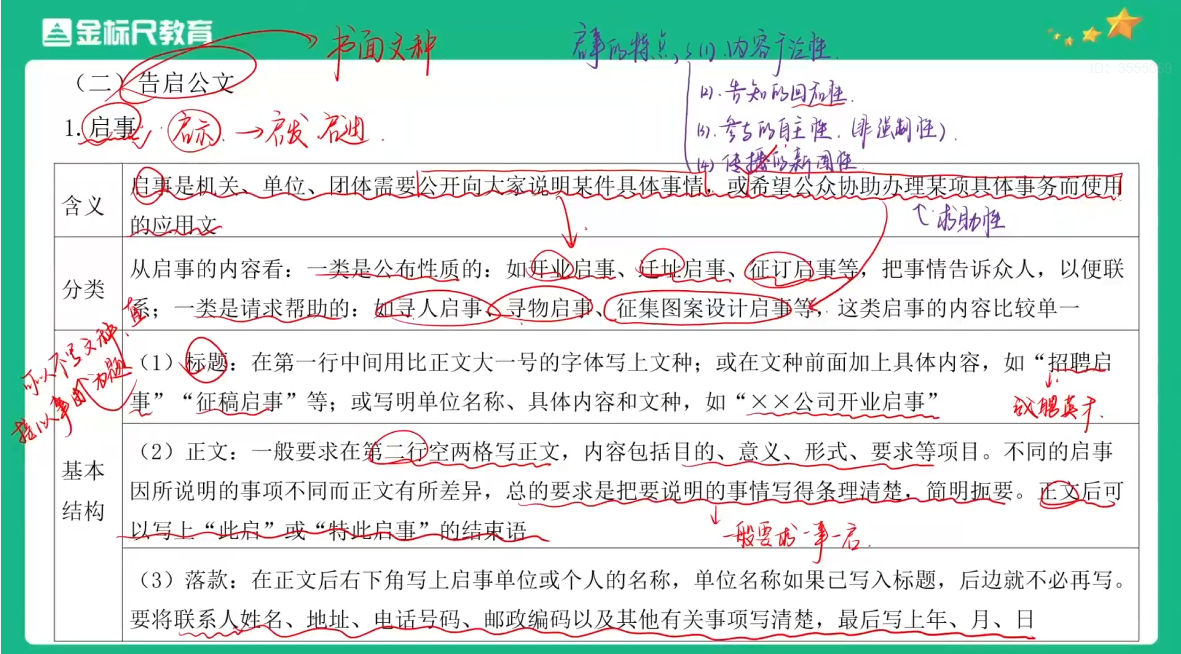 金标尺教育
书面文种
启事的特点 (1).内容广泛性.
(2).告知的回应性.
(3).参与的自主性.(非强制性).
(4)传播的新闻性
ID: 3555359
(二)告启公文
1.启事
启示 →启发 启迪.
含义
启事是机关、单位、团体需要公开向大家说明某件具体事情,或希望公众协助办理某项具体事务而使用
的应用文
求助性
分类
从启事的内容看:一类是公布性质的:如开业启事、迁址启事、征订启事等,把事情告诉众人,以便联
系;一类是请求帮助的:如寻人启事、寻物启事、征集图案设计启事等,这类启事的内容比较单一
可以不写文种,直
接以事由为标题
基本
结构
(1)标题:在第一行中间用比正文大一号的字体写上文种;或在文种前面加上具体内容,如“招聘启
事”“征稿启事”等;或写明单位名称、具体内容和文种,如“××公司开业启事”
诚聘英才.
(2)正文:一般要求在第二行空两格写正文,内容包括目的、意义、形式、要求等项目。不同的启事
因所说明的事项不同而正文有所差异,总的要求是把要说明的事情写得条理清楚,简明扼要。正文后可
以写上“此启”或“特此启事”的结束语
一般要求一事一启.
(3)落款:在正文后右下角写上启事单位或个人的名称,单位名称如果已写入标题,后边就不必再写。
要将联系人姓名、地址、电话号码、邮政编码以及其他有关事项写清楚,最后写上年、月、日